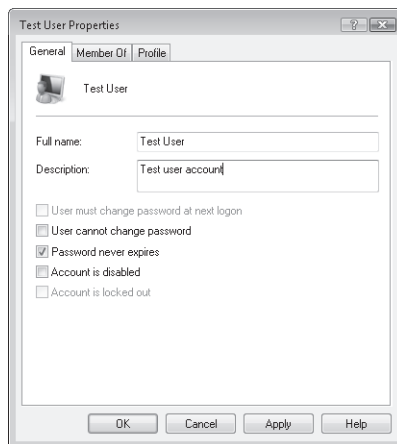 Test User Properties
General Member Of Profile
Test User
Full name: Test User
Description: Test user account
User must change password at next logon
User cannot change password
Password never expires
Account is disabled
Account is locked out
OK Cancel Apply Help